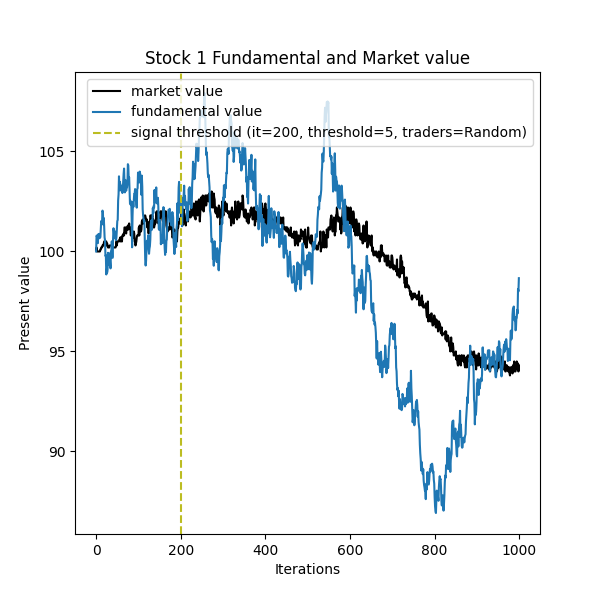 Stock 1 Fundamental and Market value
market value
fundamental value
signal threshold (it=200, threshold=5, traders=Random)
105
100
95
90
Present value
0 200 400 600 800 1000
Iterations